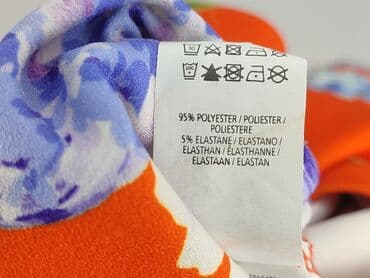 95% POLYESTER / POLIESTER /
POLIESTERE
5% ELASTANE / ELASTANO /
ELASTHAN / ÉLASTHANNE /
ELASTAAN / ELASTAN